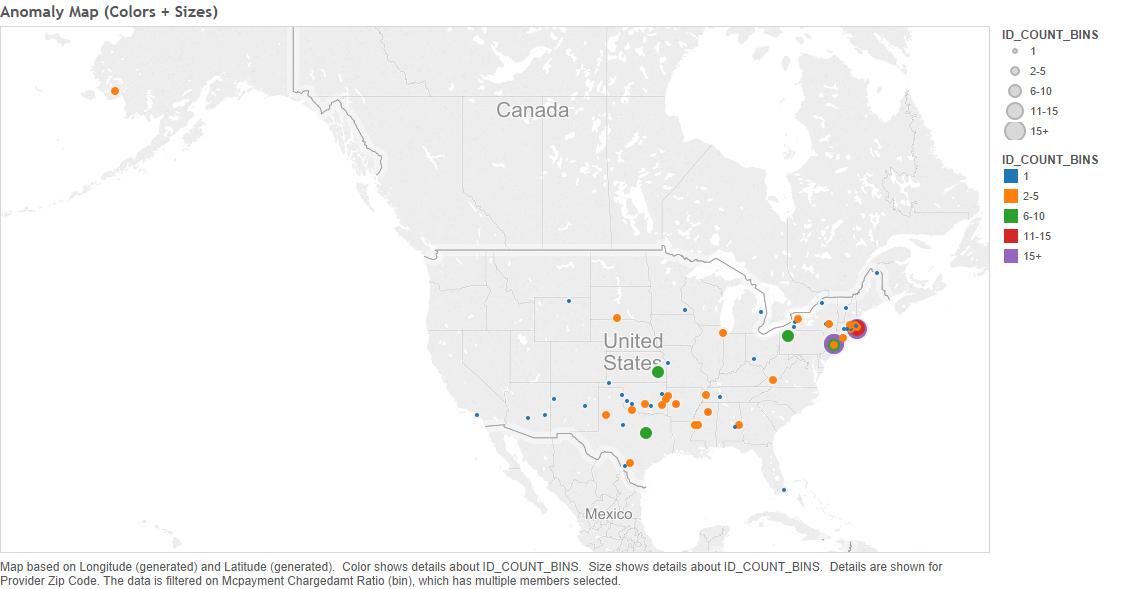 Anomaly Map (Colors + Sizes)
ID_COUNT_BINS
1
2-5
6-10
11-15
15+
ID_COUNT_BINS
1
2-5
6-10
11-15
15+
Canada
United
States
Mexico
Map based on Longitude (generated) and Latitude (generated).  Color shows details about ID_COUNT_BINS.  Size shows details about ID_COUNT_BINS.  Details are shown for
Provider Zip Code. The data is filtered on Mcpayment Chargedamt Ratio (bin), which has multiple members selected.